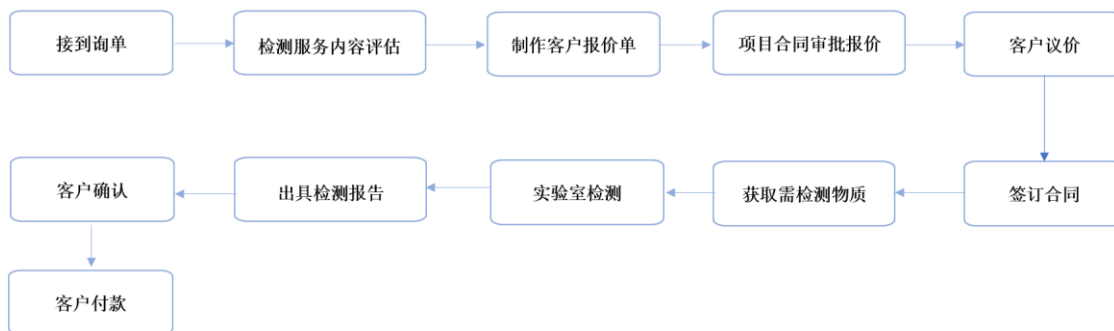 接到询单
检测服务内容评估
制作客户报价单
项目合同审批报价
客户议价
签订合同
获取需检测物质
实验室检测
出具检测报告
客户确认
客户付款